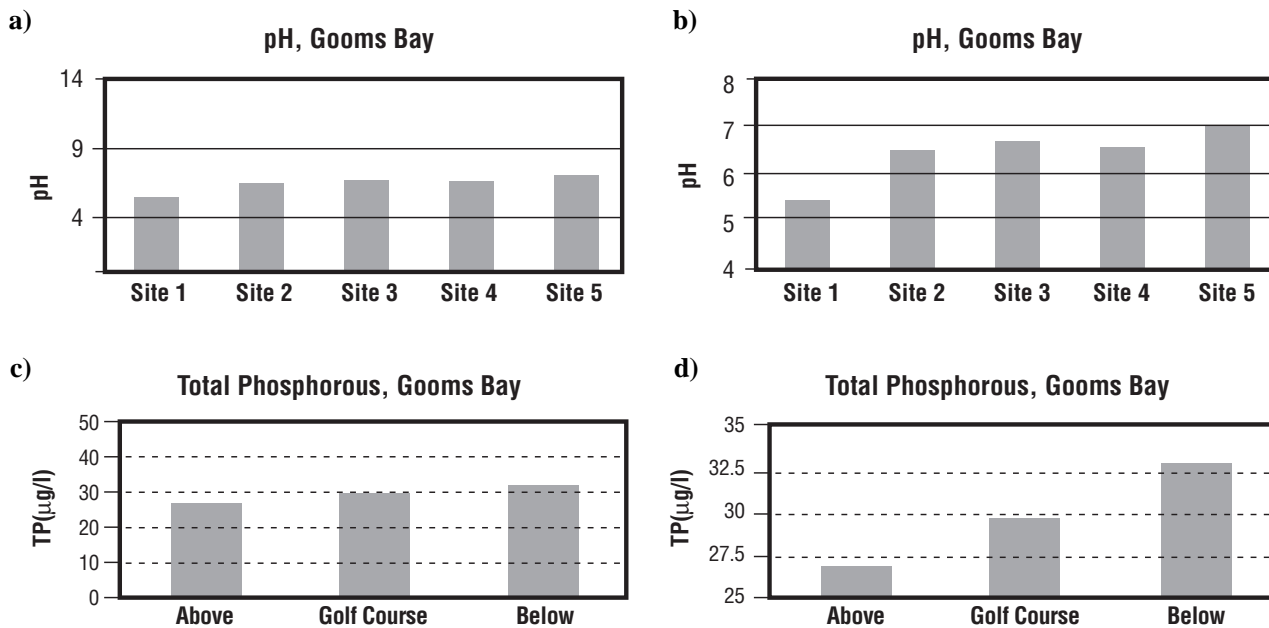 a)
pH, Gooms Bay
14
9
4
pH
Site 1 Site 2 Site 3 Site 4 Site 5
b)
pH, Gooms Bay
8
7
6
5
4
pH
Site 1 Site 2 Site 3 Site 4 Site 5
c)
Total Phosphorous, Gooms Bay
50
40
30
20
10
0
TP(μg/l)
Above Golf Course Below
d)
Total Phosphorous, Gooms Bay
35
32.5
30
27.5
25
TP(μg/l)
Above Golf Course Below